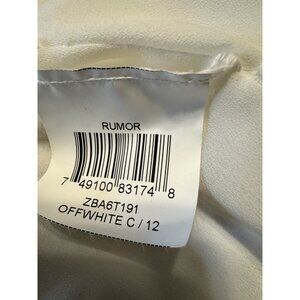 RUMOR
7 49100 83174 8
ZBA6T191
OFFWHITE C / 12